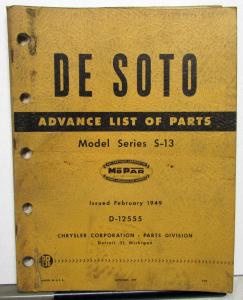 DE SOTO
ADVANCE LIST OF PARTS
Model Series S-13
MOPAR
Issued February 1949
D-12555
CHRYSLER CORPORATION - PARTS DIVISION
Detroit 31, Michigan